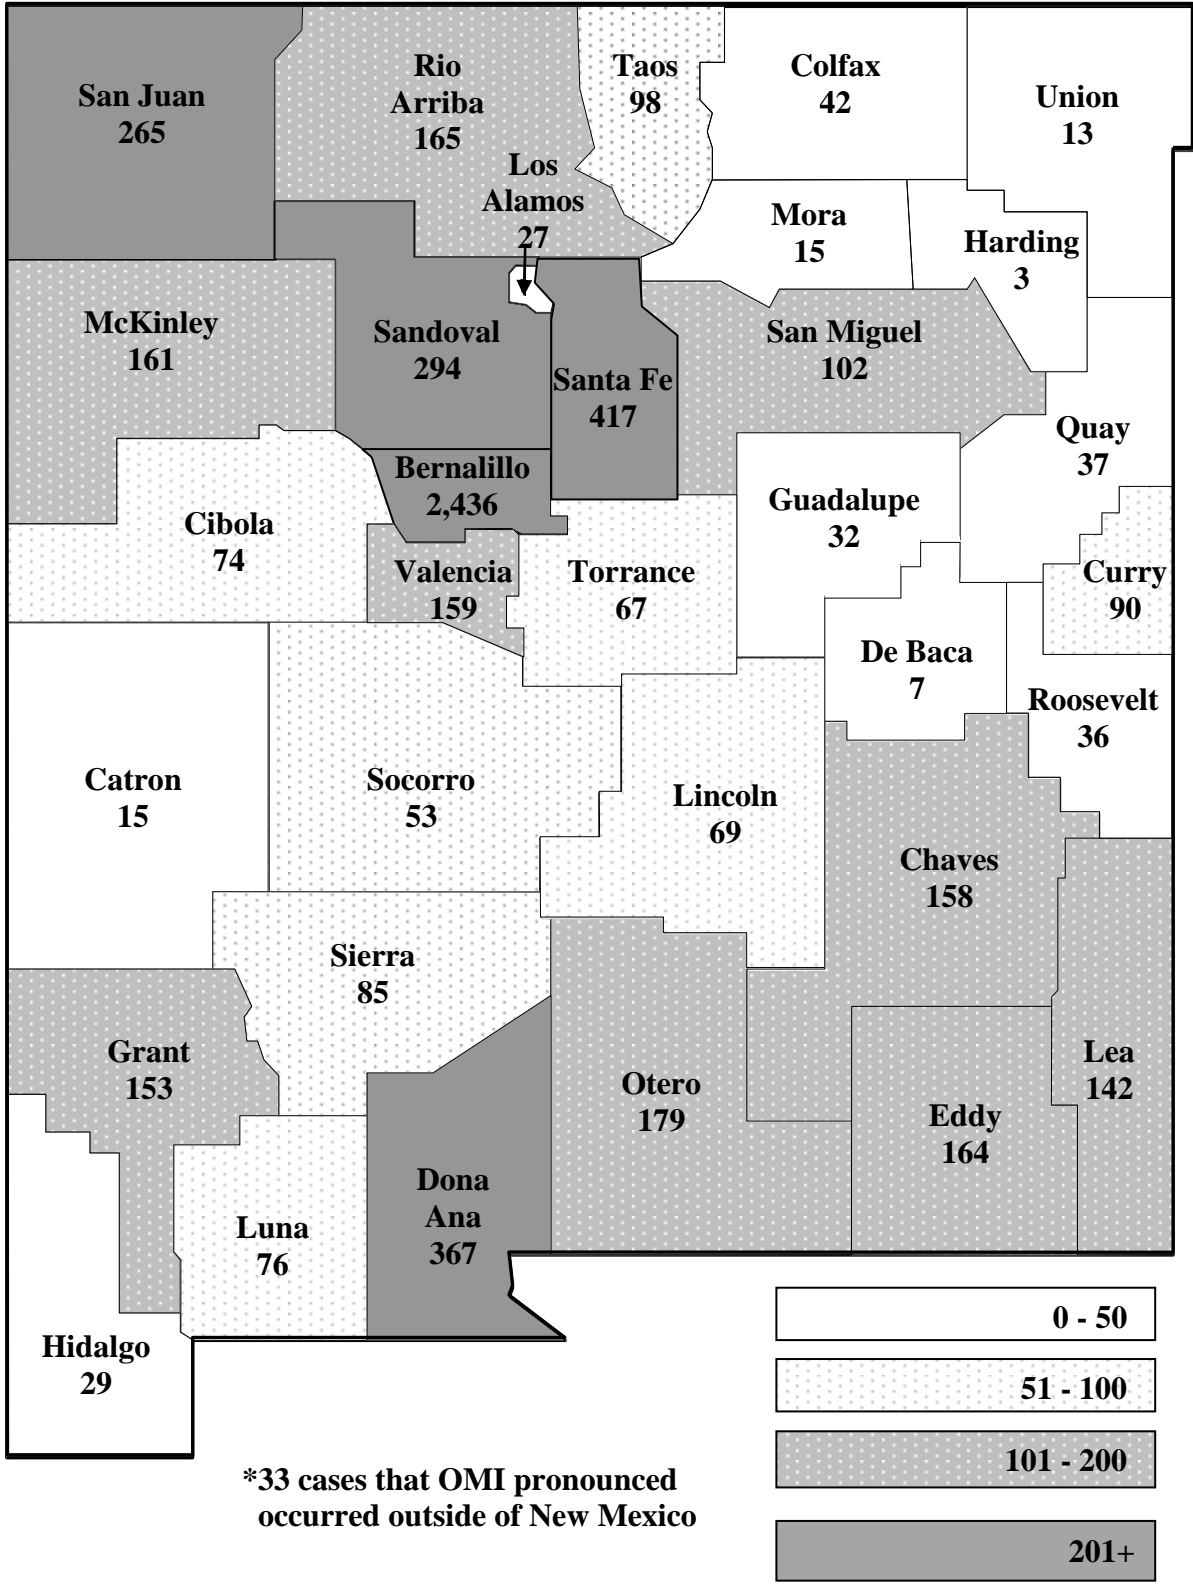 San Juan
265
Rio
Arriba
165
Taos
98
Colfax
42
Union
13
Los
Alamos
27
Mora
15
Harding
3
McKinley
161
Sandoval
294
Santa Fe
417
San Miguel
102
Quay
37
Bernalillo
2,436
Guadalupe
32
Cibola
74
Valencia
159
Torrance
67
Curry
90
De Baca
7
Roosevelt
36
Catron
15
Socorro
53
Lincoln
69
Chaves
158
Sierra
85
Grant
153
Otero
179
Eddy
164
Lea
142
Dona
Ana
367
Luna
76
Hidalgo
29
0 - 50
51 - 100
101 - 200
201+
*33 cases that OMI pronounced
occurred outside of New Mexico